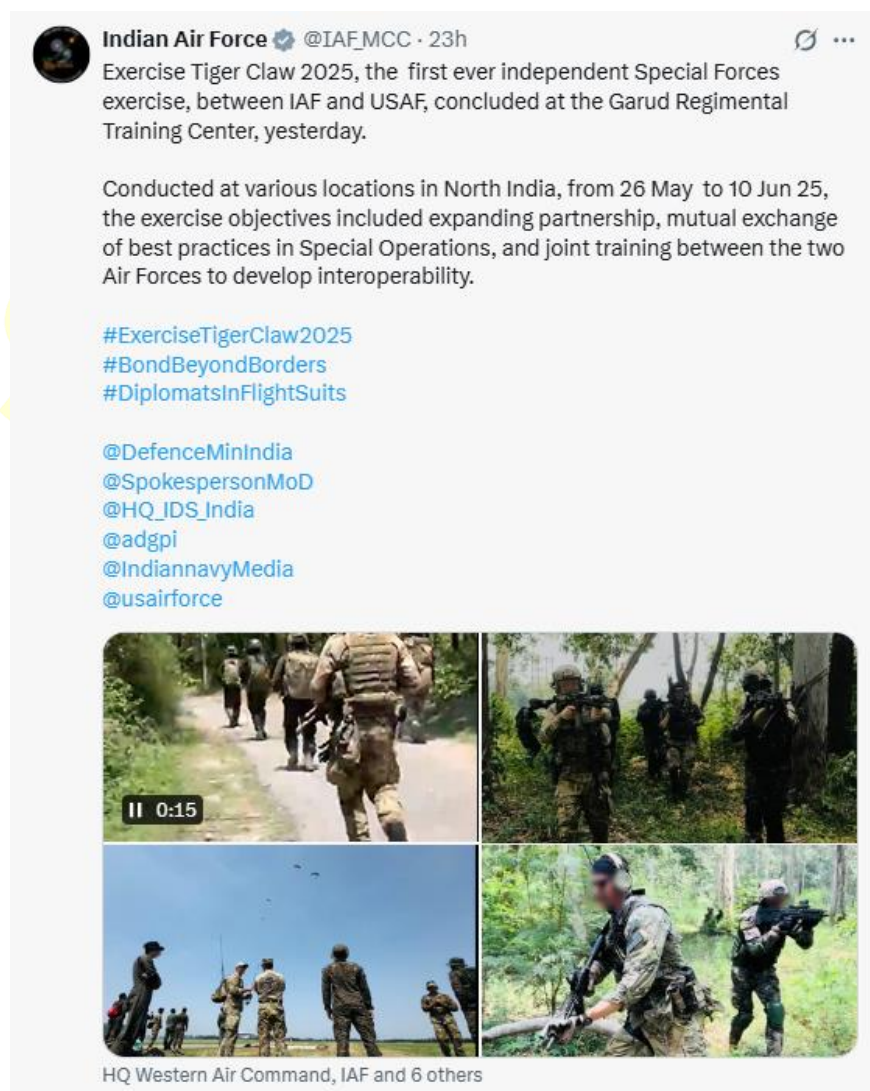 Indian Air Force @IAF_MCC · 23h
Exercise Tiger Claw 2025, the first ever independent Special Forces
exercise, between IAF and USAF, concluded at the Garud Regimental
Training Center, yesterday.
Conducted at various locations in North India, from 26 May to 10 Jun 25,
the exercise objectives included expanding partnership, mutual exchange
of best practices in Special Operations, and joint training between the two
Air Forces to develop interoperability.
#ExerciseTigerClaw2025
#BondBeyondBorders
#DiplomatsInFlightSuits
@DefenceMinIndia
@SpokespersonMoD
@HQ_IDS_India
@adgpi
@IndiannavyMedia
@usairforce
0:15
HQ Western Air Command, IAF and 6 others